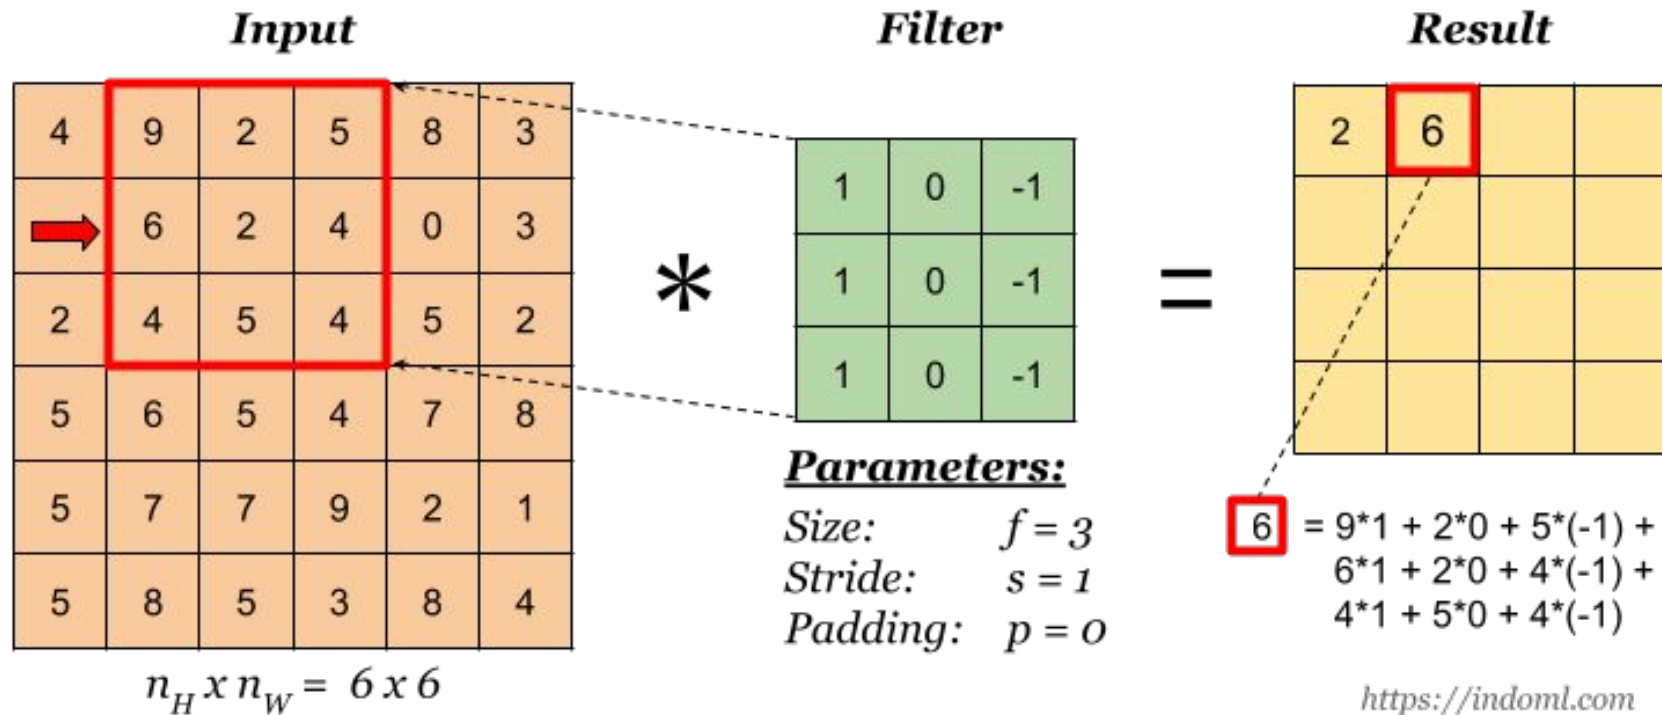 Input
Filter
Result
4 9 2 5 8 3
6 2 4 0 3
2 4 5 4 5 2
5 6 5 4 7 8
5 7 7 9 2 1
5 8 5 3 8 4
n_H x n_W = 6 x 6
*
1 0 -1
1 0 -1
1 0 -1
Parameters:
Size: f = 3
Stride: s = 1
Padding: p = 0
=
2 6
6 = 9*1 + 2*0 + 5*(-1) +
6*1 + 2*0 + 4*(-1) +
4*1 + 5*0 + 4*(-1)
https://indoml.com